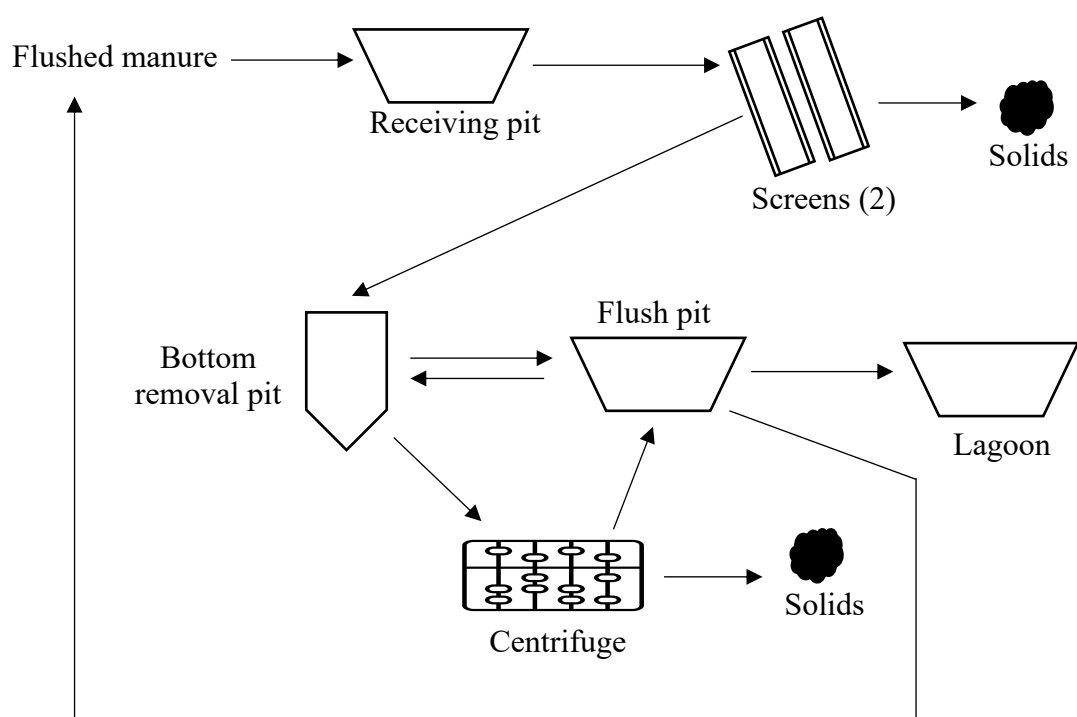 Flushed manure
Receiving pit
Solids
Screens (2)
Flush pit
Bottom
removal pit
Lagoon
Solids
Centrifuge